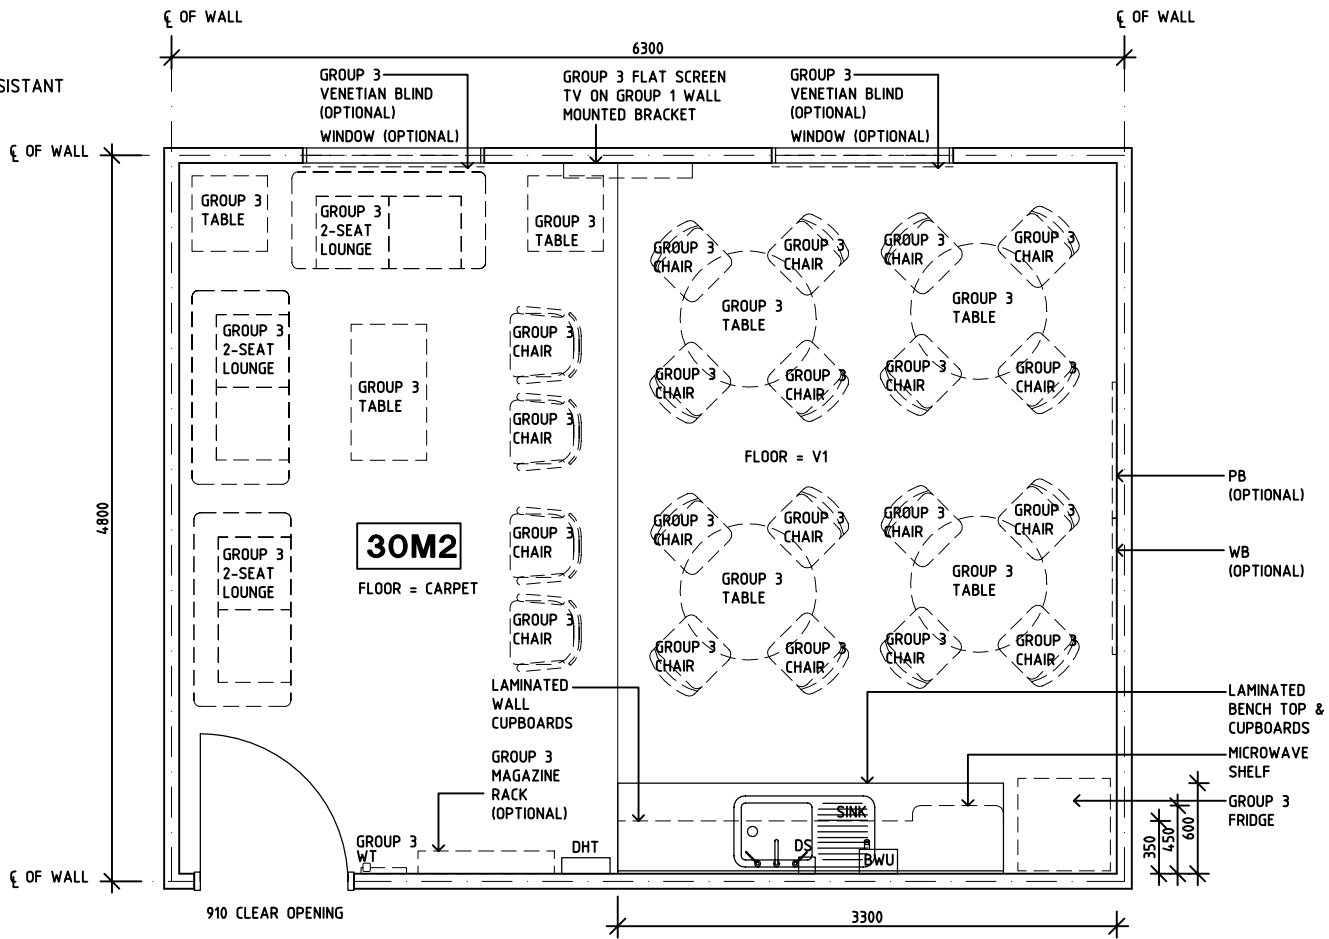 ℄ OF WALL
℄ OF WALL
6300
SISTANT
GROUP 3
VENETIAN BLIND
(OPTIONAL)
WINDOW (OPTIONAL)
GROUP 3 FLAT SCREEN
TV ON GROUP 1 WALL
MOUNTED BRACKET
GROUP 3
VENETIAN BLIND
(OPTIONAL)
WINDOW (OPTIONAL)
℄ OF WALL
GROUP 3
TABLE
GROUP 3
2-SEAT
LOUNGE
GROUP 3
TABLE
GROUP 3
CHAIR
GROUP 3
CHAIR
GROUP 3
CHAIR
GROUP 3
CHAIR
GROUP 3
TABLE
GROUP 3
TABLE
GROUP 3
2-SEAT
LOUNGE
GROUP 3
TABLE
GROUP 3
CHAIR
GROUP 3
CHAIR
GROUP 3
CHAIR
GROUP 3
CHAIR
GROUP 3
CHAIR
GROUP 3
CHAIR
FLOOR = V1
PB
(OPTIONAL)
4800
30M2
FLOOR = CARPET
GROUP 3
2-SEAT
LOUNGE
GROUP 3
CHAIR
GROUP 3
CHAIR
GROUP 3
CHAIR
GROUP 3
CHAIR
GROUP 3
CHAIR
GROUP 3
TABLE
GROUP 3
TABLE
WB
(OPTIONAL)
GROUP 3
CHAIR
GROUP 3
CHAIR
GROUP 3
CHAIR
GROUP 3
CHAIR
GROUP 3
CHAIR
LAMINATED
WALL
CUPBOARDS
LAMINATED
BENCH TOP &
CUPBOARDS
GROUP 3
MAGAZINE
RACK
(OPTIONAL)
MICROWAVE
SHELF
GROUP 3
FRIDGE
SINK
DS
BWU
GROUP 3
WT
DHT
350
450
600
℄ OF WALL
910 CLEAR OPENING
3300